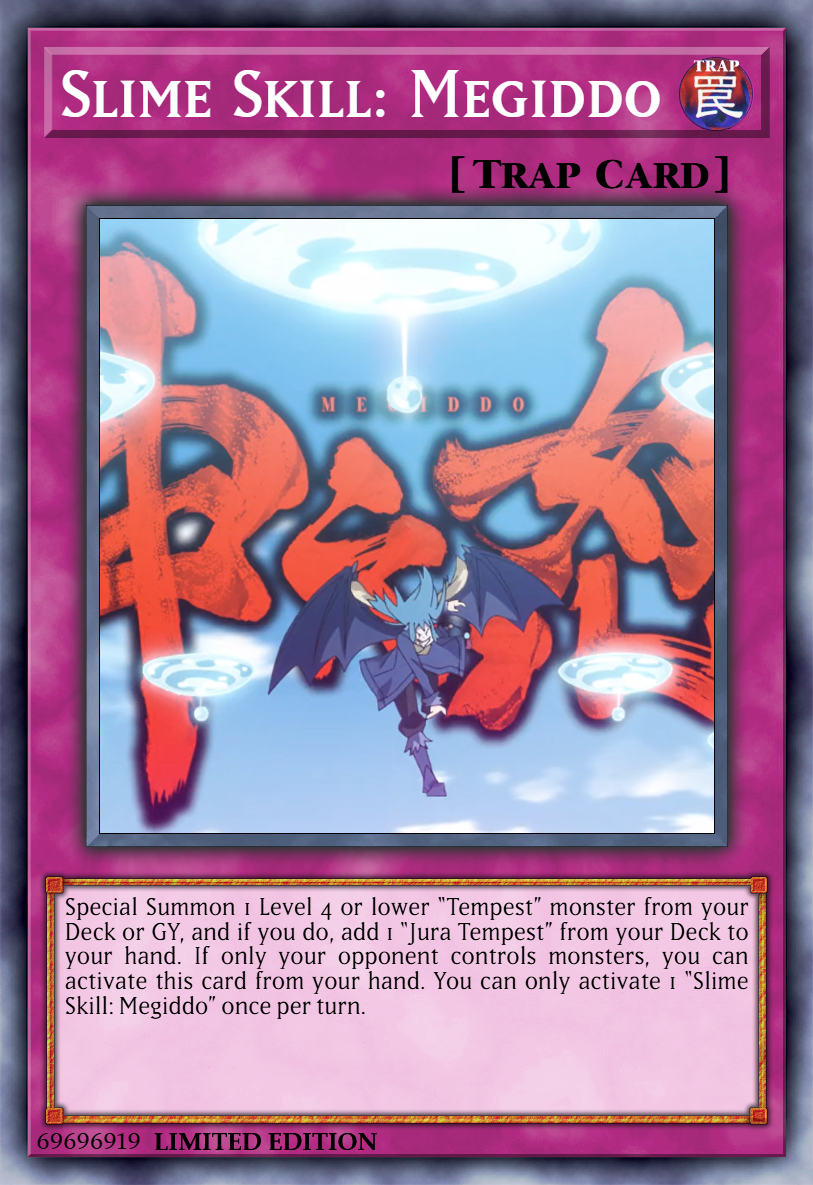 Slime Skill: Megiddo
TRAP
罠
[Trap Card]
MEGIDDO
Special Summon 1 Level 4 or lower “Tempest” monster from your
Deck or GY, and if you do, add 1 “Jura Tempest” from your Deck to
your hand. If only your opponent controls monsters, you can
activate this card from your hand. You can only activate 1 “Slime
Skill: Megiddo” once per turn.
69696919 LIMITED EDITION